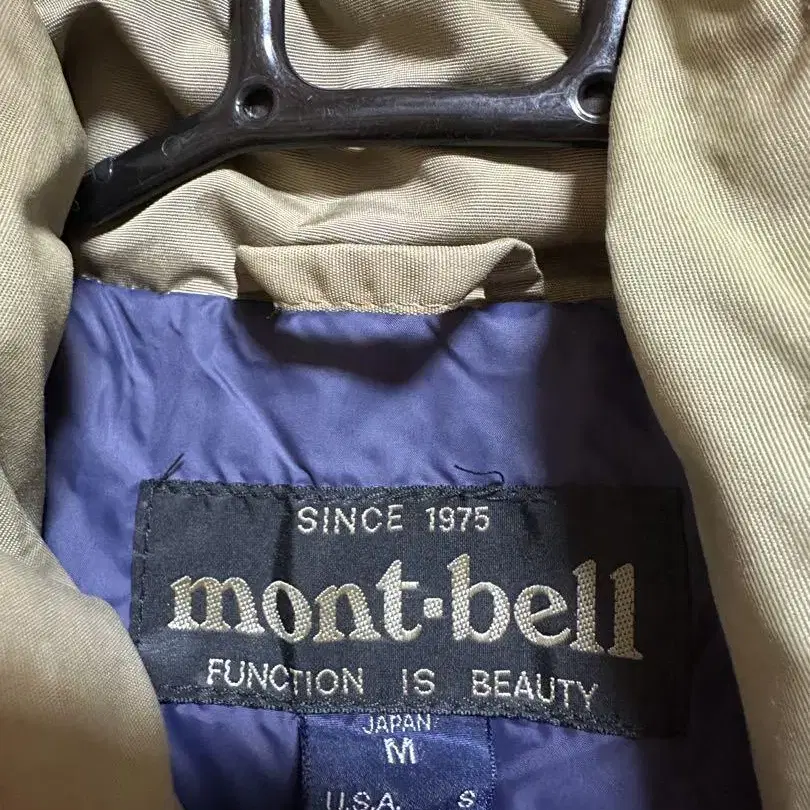 SINCE 1975
mont-bell
FUNCTION IS BEAUTY
JAPAN
M
U.S.A. S